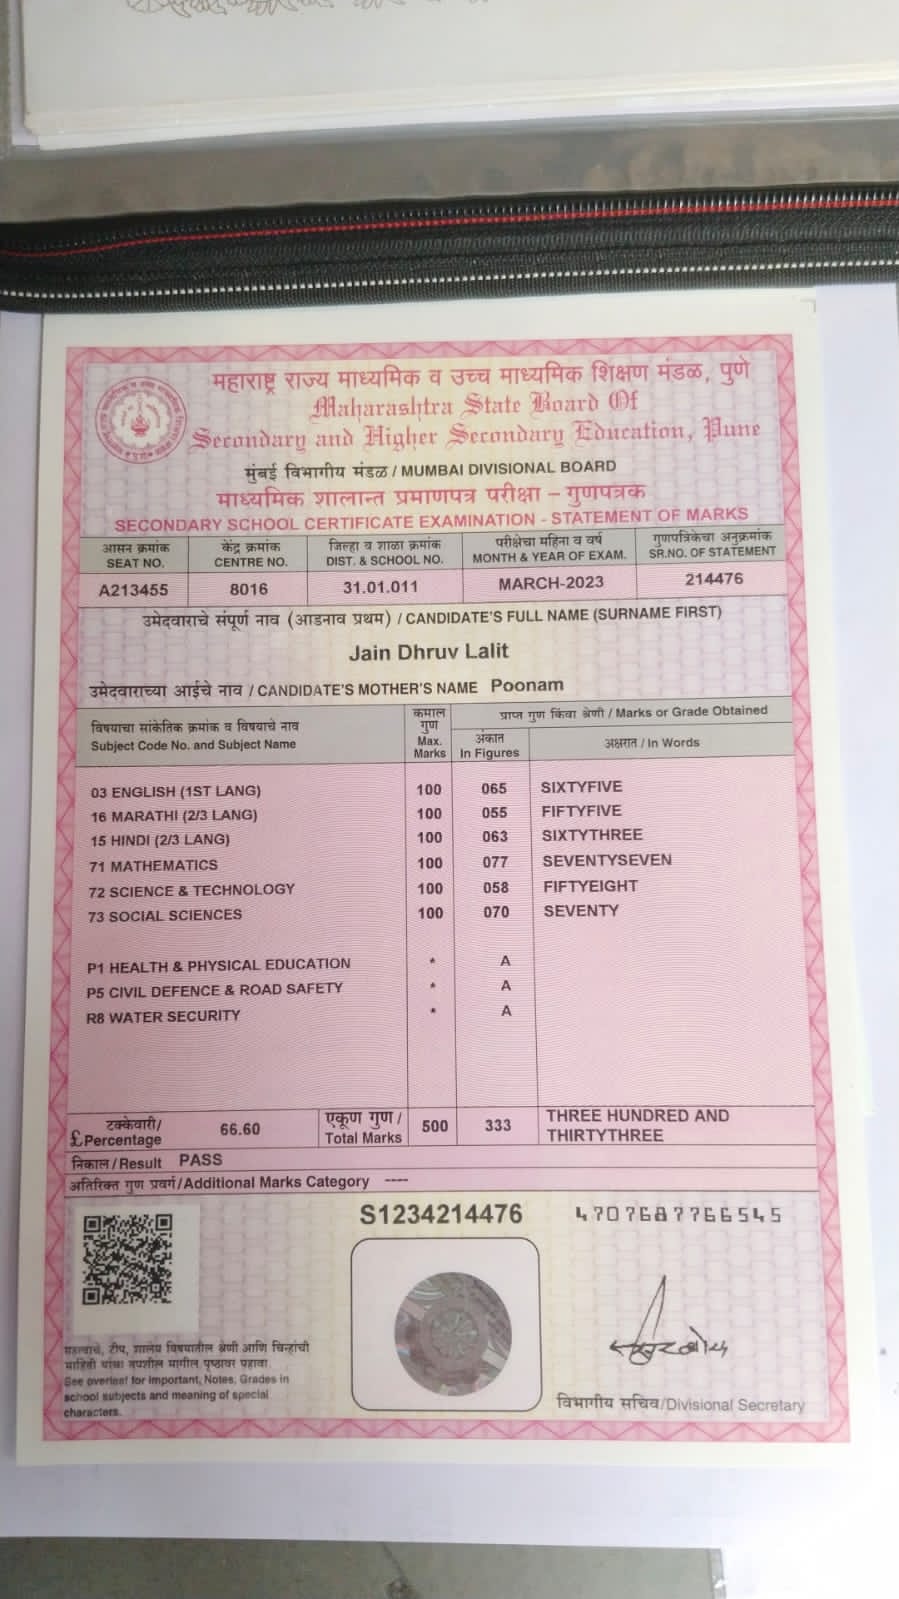 महाराष्ट्र राज्य माध्यमिक व उच्च माध्यमिक शिक्षण मंडळ, पुणे
Maharashtra State Board Of
Secondary and Higher Secondary Education, Pune
मुंबई विभागीय मंडळ / MUMBAI DIVISIONAL BOARD
माध्यमिक शालान्त प्रमाणपत्र परीक्षा – गुणपत्रक
SECONDARY SCHOOL CERTIFICATE EXAMINATION - STATEMENT OF MARKS
आसन क्रमांक केंद्र क्रमांक जिल्हा व शाळा क्रमांक परीक्षेचा महिना व वर्ष गुणपत्रिकेचा अनुक्रमांक
SEAT NO. CENTRE NO. DIST. & SCHOOL NO. MONTH & YEAR OF EXAM. SR.NO. OF STATEMENT
A213455 8016 31.01.011 MARCH-2023 214476
उमेदवाराचे संपूर्ण नाव (आडनाव प्रथम) / CANDIDATE'S FULL NAME (SURNAME FIRST)
Jain Dhruv Lalit
उमेदवाराच्या आईचे नाव / CANDIDATE'S MOTHER'S NAME Poonam
विषयाचा सांकेतिक क्रमांक व विषयाचे नाव
Subject Code No. and Subject Name
कमाल
गुण
Max.
Marks
प्राप्त गुण किंवा श्रेणी / Marks or Grade Obtained
अंकात
In Figures
अक्षरात / In Words
03 ENGLISH (1ST LANG) 100 065 SIXTYFIVE
16 MARATHI (2/3 LANG) 100 055 FIFTYFIVE
15 HINDI (2/3 LANG) 100 063 SIXTYTHREE
71 MATHEMATICS 100 077 SEVENTYSEVEN
72 SCIENCE & TECHNOLOGY 100 058 FIFTYEIGHT
73 SOCIAL SCIENCES 100 070 SEVENTY
P1 HEALTH & PHYSICAL EDUCATION * A
P5 CIVIL DEFENCE & ROAD SAFETY * A
R8 WATER SECURITY * A
टक्केवारी/
£Percentage 66.60
एकूण गुण /
Total Marks 500 333 THREE HUNDRED AND
THIRTYTHREE
निकाल / Result PASS
अतिरिक्त गुण प्रवर्ग/Additional Marks Category ----
S1234214476 4707687766545
महत्वाचे, टीप, शालेय विषयातील श्रेणी आणि चिन्हांची
माहिती यांचा तपशील मागील पृष्ठावर पहावा.
See overleaf for Important, Notes, Grades in
school subjects and meaning of special
characters.
विभागीय सचिव/Divisional Secretary